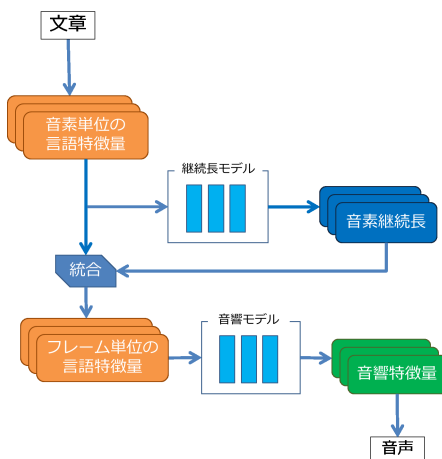 文章
音素単位の
言語特徴量
継続長モデル
音素継続長
統合
音響モデル
フレーム単位の
言語特徴量
音響特徴量
音声